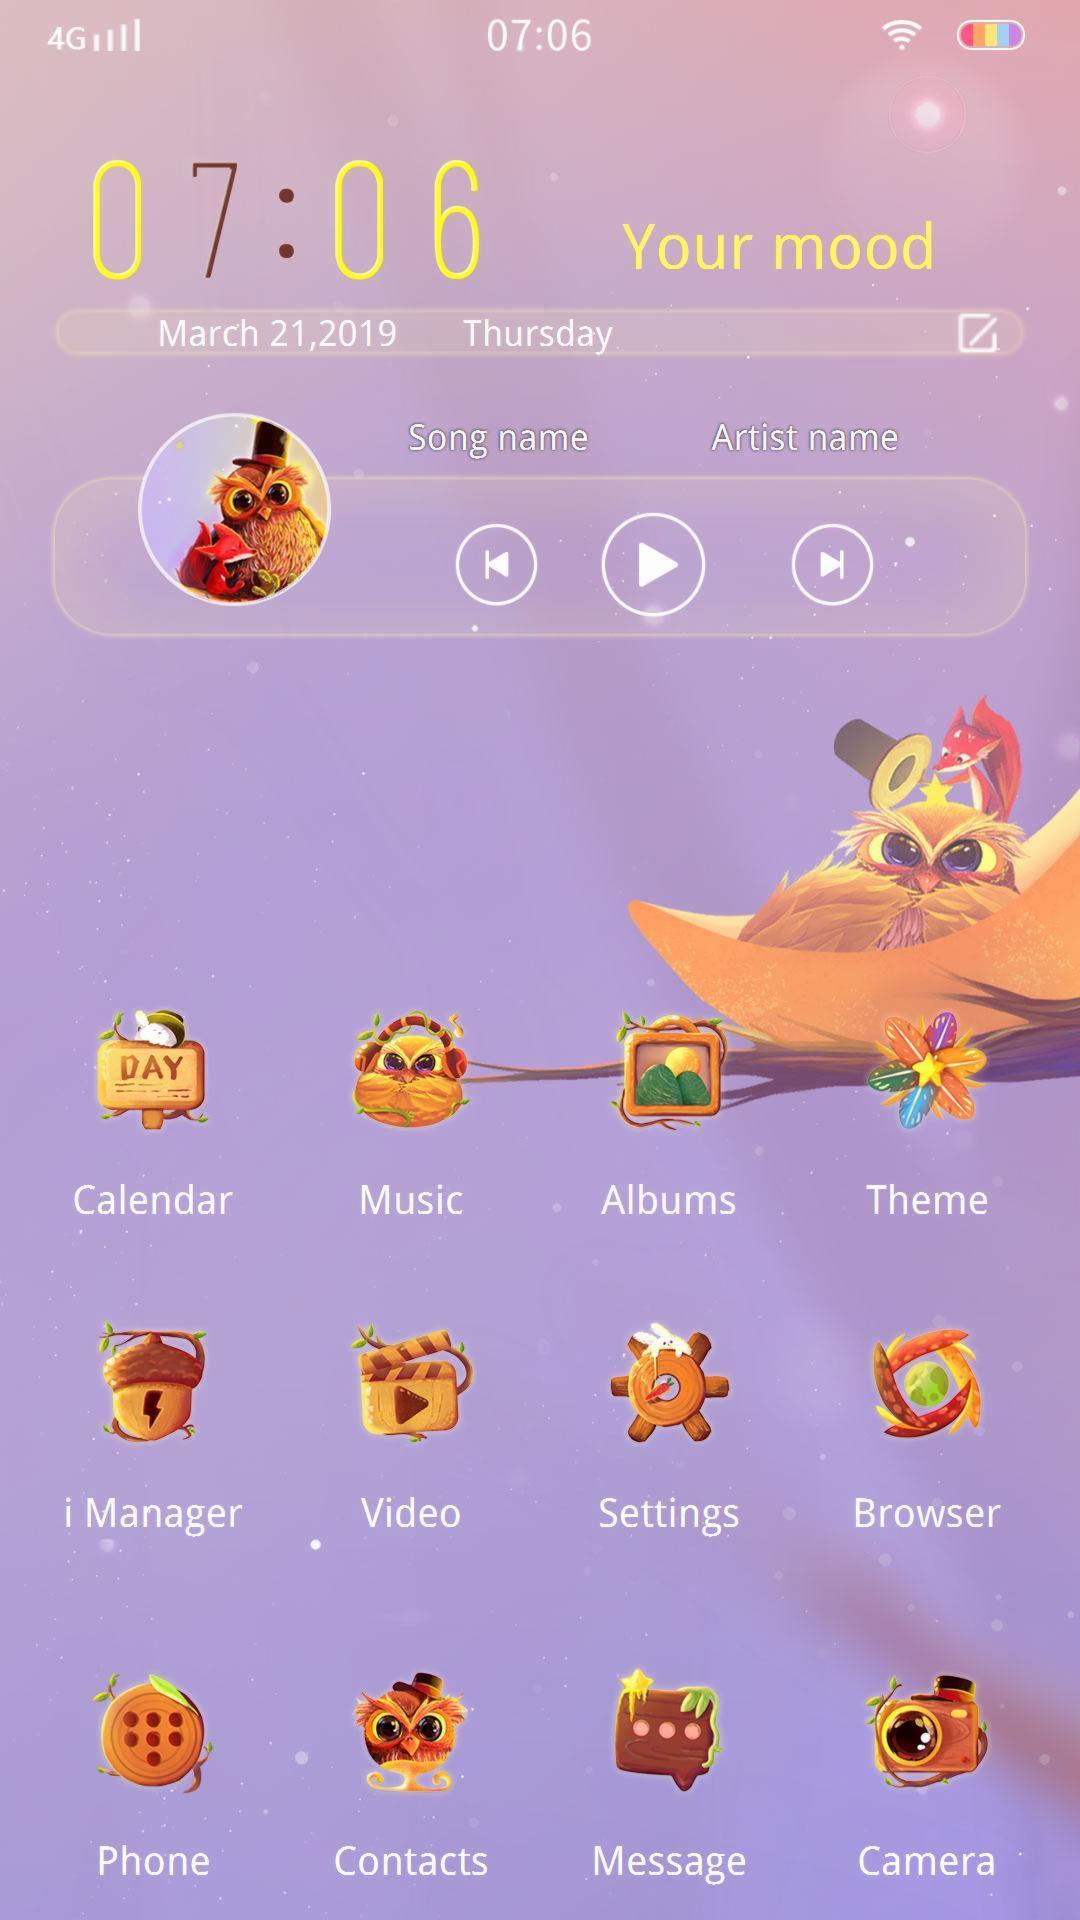 4G 07:06
07:06 Your mood
March 21,2019 Thursday
Song name Artist name
DAY
Calendar Music Albums Theme
i Manager Video Settings Browser
Phone Contacts Message Camera